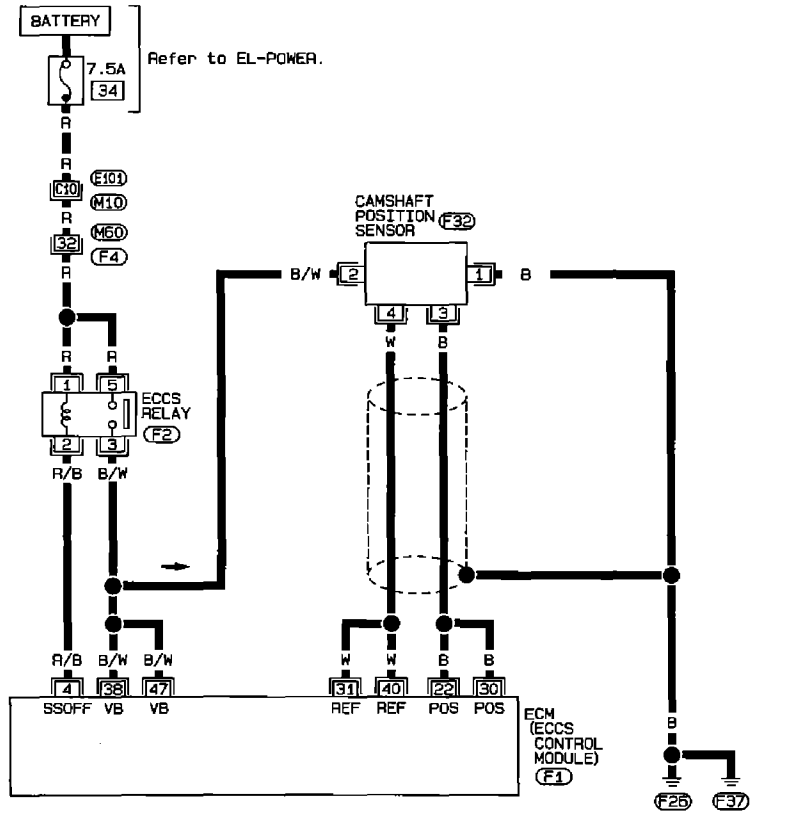 BATTERY
7.5A
34
Refer to EL-POWER.
R
R
C10
E101
M10
R
32
M60
F4
R
CAMSHAFT
POSITION
SENSOR
F32
B/W
2
1
B
4
3
W
B
R
R
1
5
ECCS
RELAY
F2
2
3
R/B
B/W
R/B
B/W
B/W
W
W
B
B
4
38
47
31
40
22
30
SSOFF
VB
VB
REF
REF
POS
POS
ECM
(ECCS
CONTROL
MODULE)
F1
B
F26
F37